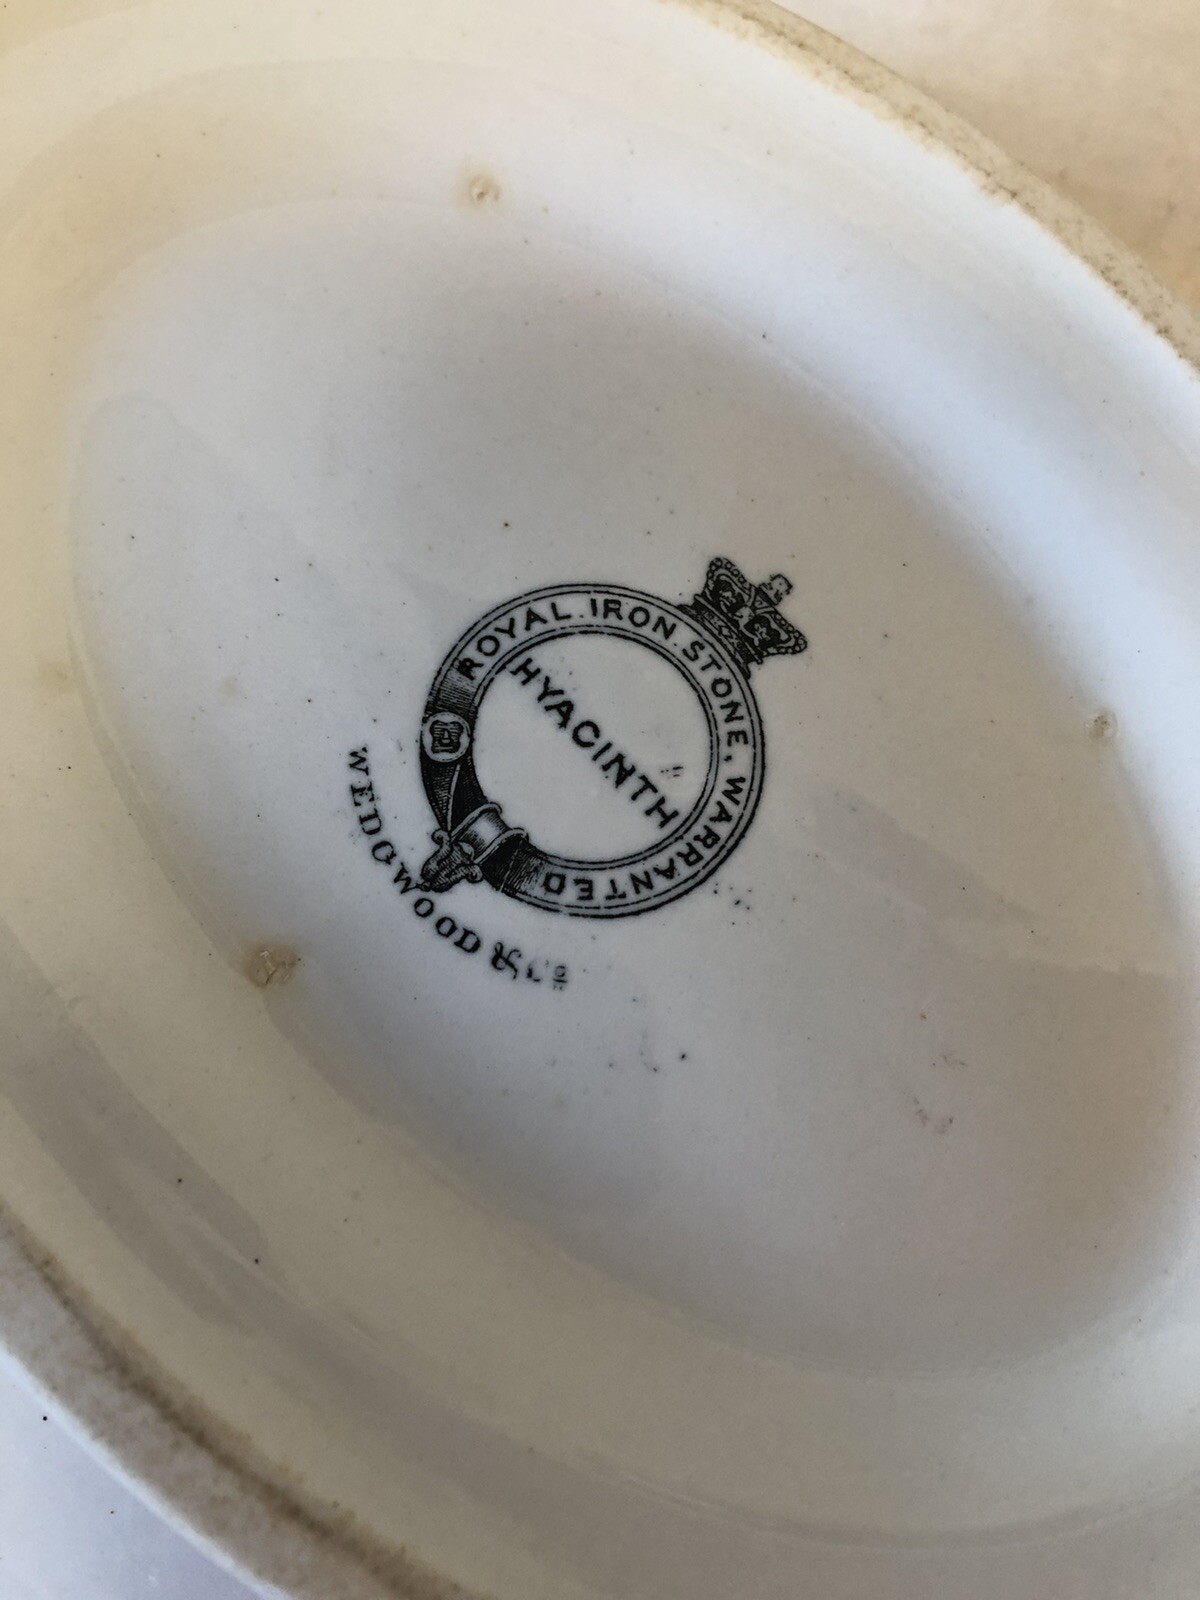 ROYAL.IRON.STONE, WARRANTED
HYACINTH
WEDGWOOD & Co